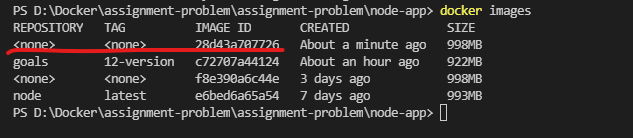 PS D:\Docker\assignment-problem\assignment-problem\node-app> docker images
REPOSITORY TAG IMAGE ID CREATED SIZE
<none> <none> 28d43a707726 About a minute ago 998MB
goals 12-version c72707a44124 About an hour ago 922MB
<none> <none> f8e390a6c44e 3 days ago 998MB
node latest e6bed6a65a54 7 days ago 993MB
PS D:\Docker\assignment-problem\assignment-problem\node-app>